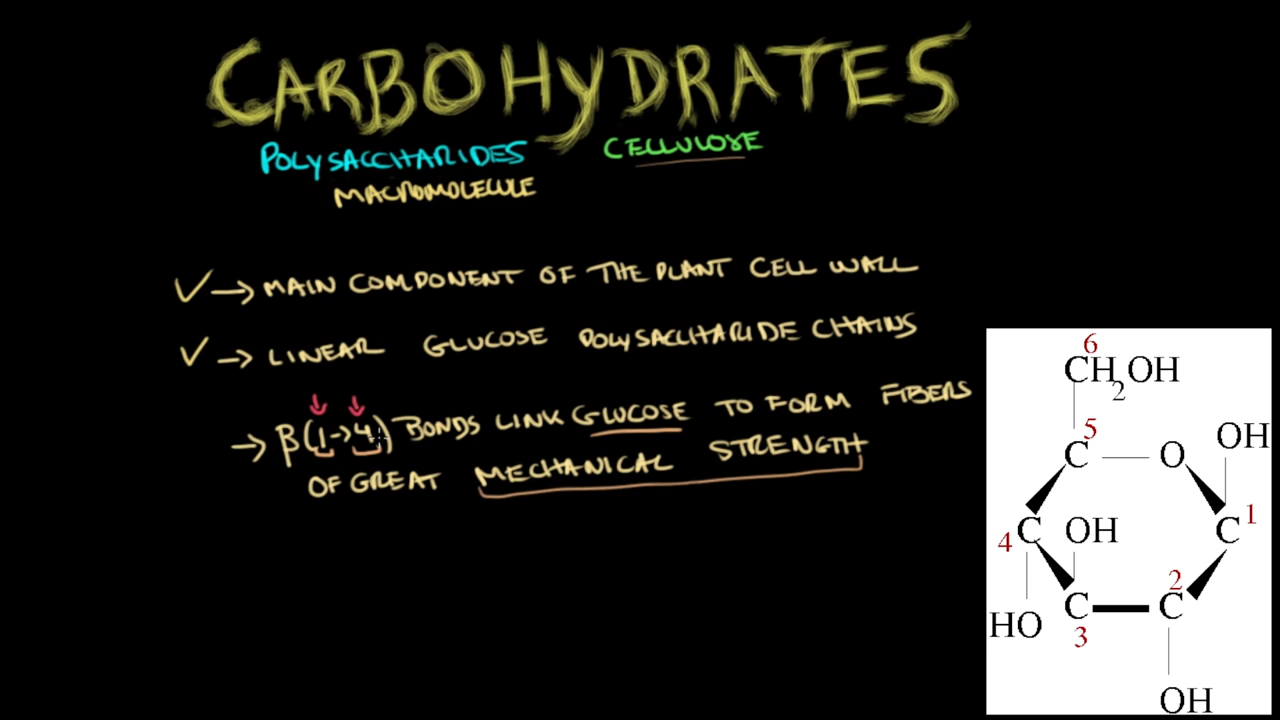 CARBOHYDRATES
POLYSACCHARIDES CELLULOSE
MACROMOLECULE
✓ → MAIN COMPONENT OF THE PLANT CELL WALL
✓ → LINEAR GLUCOSE POLYSACCHARIDE CHAINS
→ β(1→4) BONDS LINK GLUCOSE TO FORM FIBERS
OF GREAT MECHANICAL STRENGTH
6
CH2OH
5
C O OH
4 C OH C 1
2
HO C C
3
OH